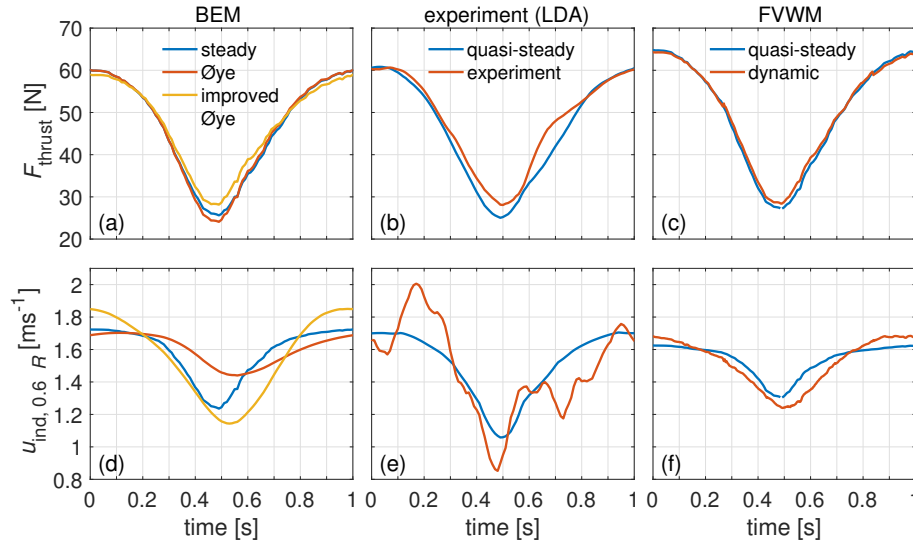 BEM
experiment (LDA)
FVWM
F_thrust [N]
70
60
50
40
30
20
steady
Øye
improved
Øye
(a)
quasi-steady
experiment
(b)
quasi-steady
dynamic
(c)
u_ind, 0.6 R [ms^-1]
2
1.8
1.6
1.4
1.2
1
0.8
(d)
(e)
(f)
0 0.2 0.4 0.6 0.8 1
0 0.2 0.4 0.6 0.8 1
0 0.2 0.4 0.6 0.8 1
time [s]
time [s]
time [s]